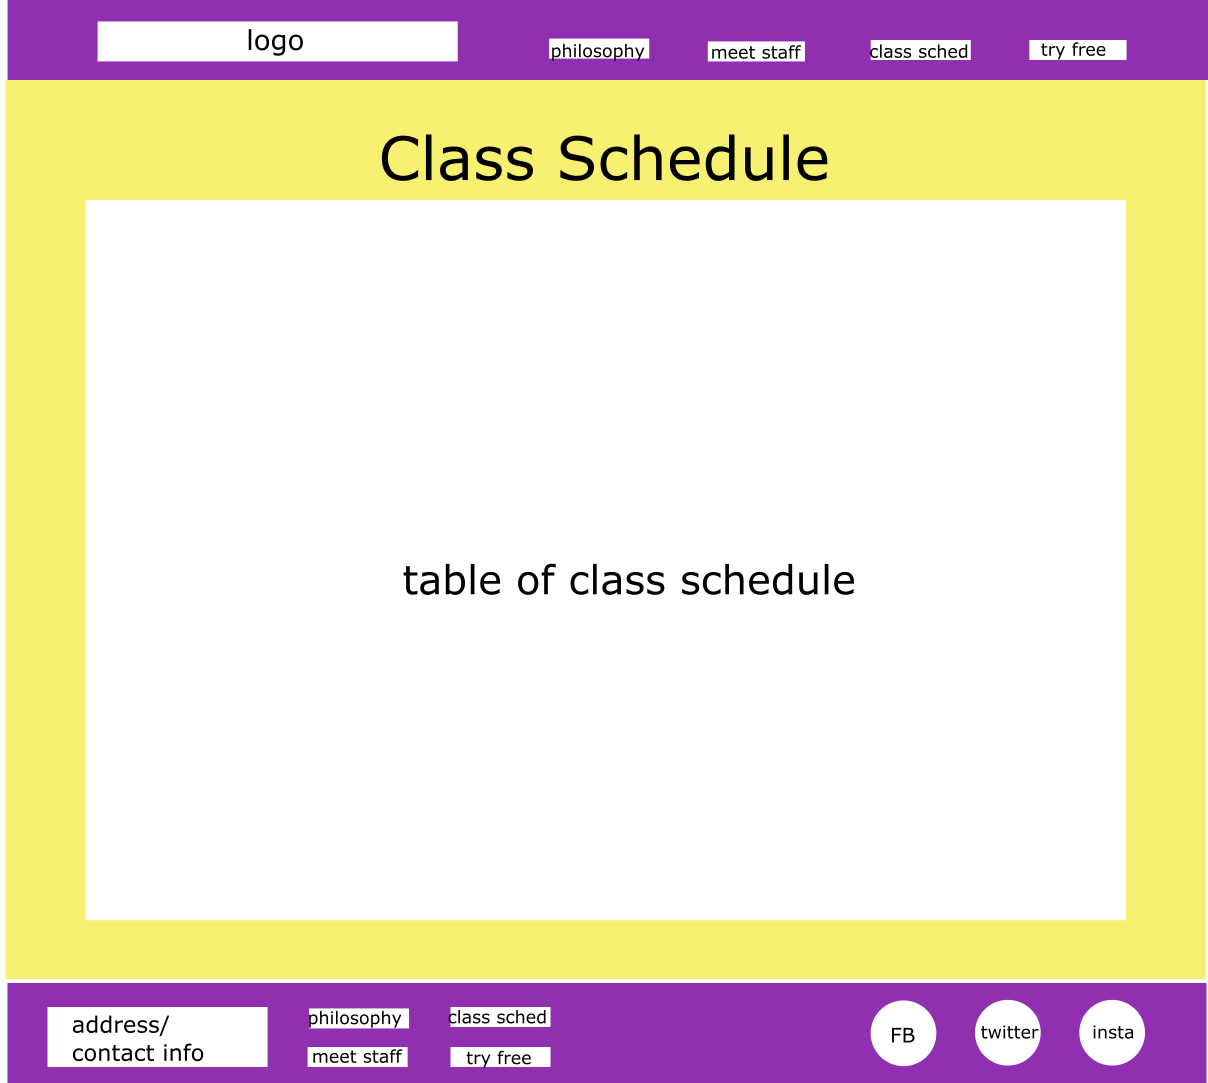 logo
philosophy
meet staff
class sched
try free
Class Schedule
table of class schedule
address/
contact info
philosophy
class sched
meet staff
try free
FB
twitter
insta